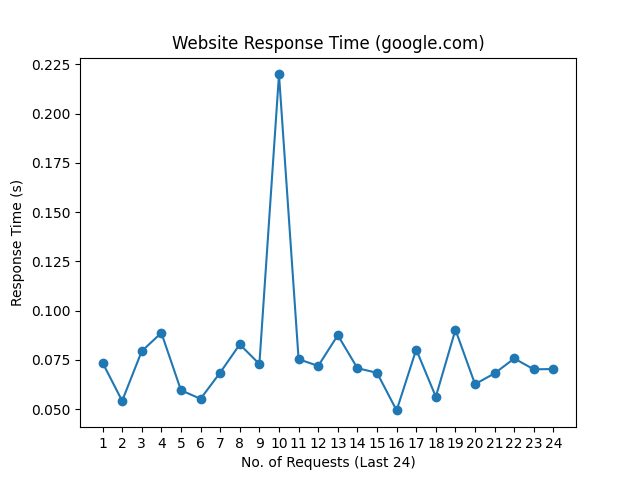 Website Response Time (google.com)
0.225
0.200
0.175
0.150
0.125
0.100
0.075
0.050
Response Time (s)
1 2 3 4 5 6 7 8 9 10 11 12 13 14 15 16 17 18 19 20 21 22 23 24
No. of Requests (Last 24)